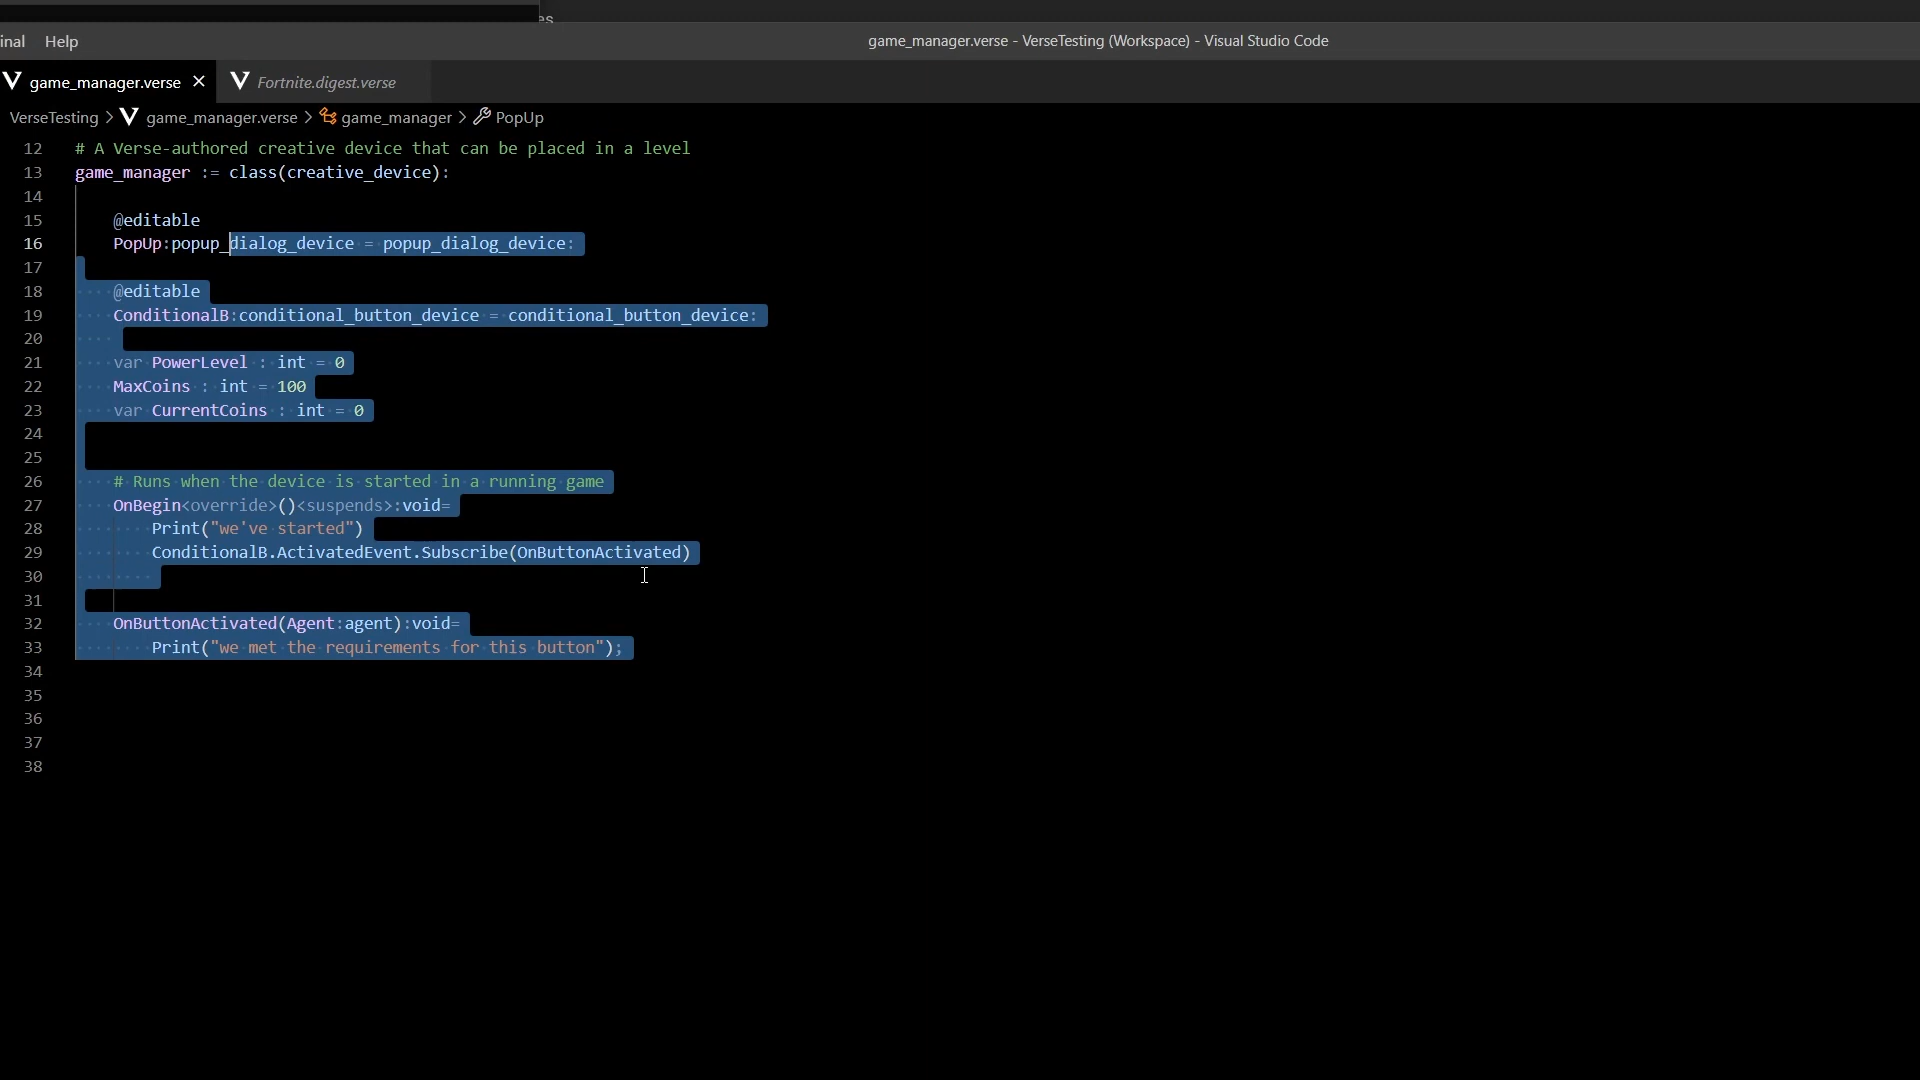 es
inal Help game_manager.verse - VerseTesting (Workspace) - Visual Studio Code
game_manager.verse Fortnite.digest.verse
VerseTesting > game_manager.verse > game_manager > PopUp
12 # A Verse-authored creative device that can be placed in a level
13 game_manager := class(creative_device):
14
15 @editable
16 PopUp:popup_dialog_device = popup_dialog_device:
17
18 @editable
19 ConditionalB:conditional_button_device = conditional_button_device:
20
21 var PowerLevel : int = 0
22 MaxCoins : int = 100
23 var CurrentCoins : int = 0
24
25
26 # Runs when the device is started in a running game
27 OnBegin<override>()<suspends>:void=
28 Print("we've started")
29 ConditionalB.ActivatedEvent.Subscribe(OnButtonActivated)
30
31
32 OnButtonActivated(Agent:agent):void=
33 Print("we met the requirements for this button");
34
35
36
37
38